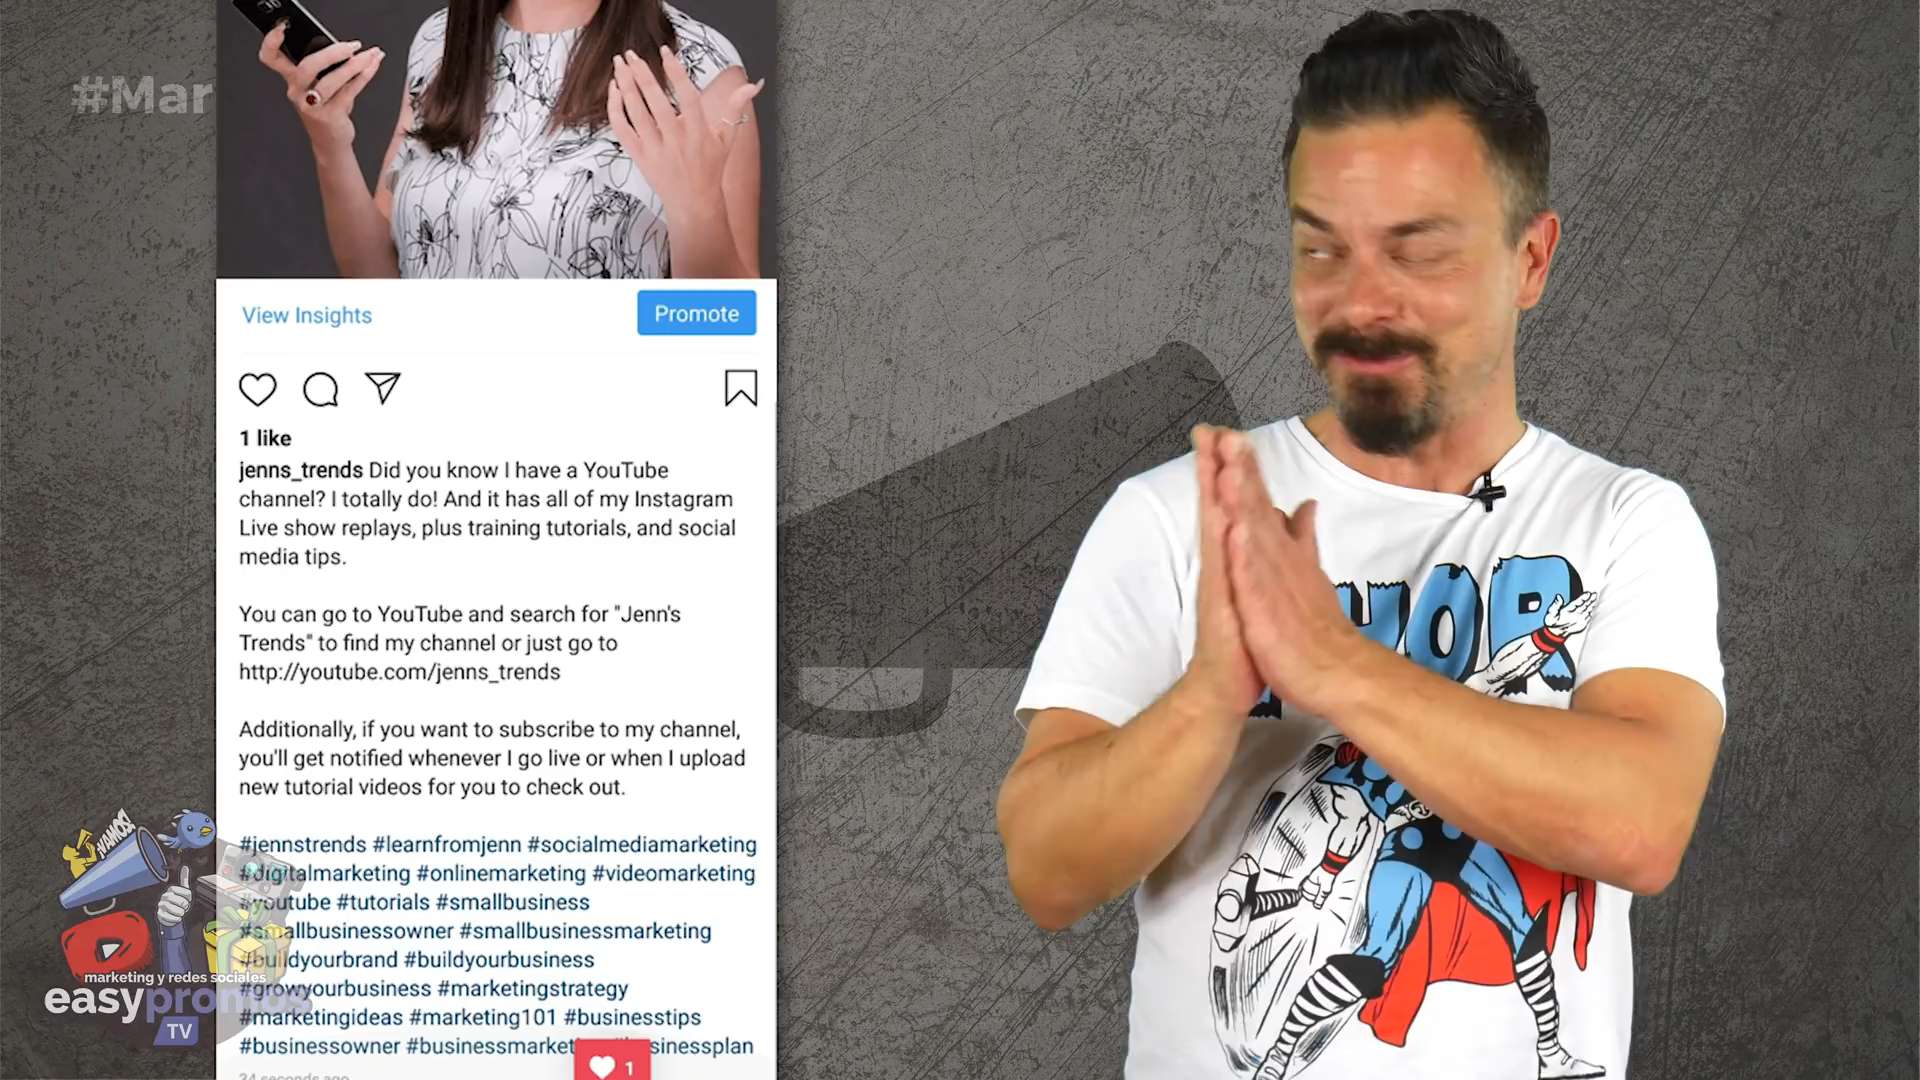 #Mar
View Insights
Promote
1 like
jenns_trends Did you know I have a YouTube
channel? I totally do! And it has all of my Instagram
Live show replays, plus training tutorials, and social
media tips.
You can go to YouTube and search for "Jenn's
Trends" to find my channel or just go to
http://youtube.com/jenns_trends
Additionally, if you want to subscribe to my channel,
you'll get notified whenever I go live or when I upload
new tutorial videos for you to check out.
#jennstrends #learnfromjenn #socialmediamarketing
#digitalmarketing #onlinemarketing #videomarketing
#youtube #tutorials #smallbusiness
#smallbusinessowner #smallbusinessmarketing
#buildyourbrand #buildyourbusiness
#growyourbusiness #marketingstrategy
#marketingideas #marketing101 #businesstips
#businessowner
34 seconds ago
1
¡VAMOS!
marketing y redes sociales
easypromos
TV